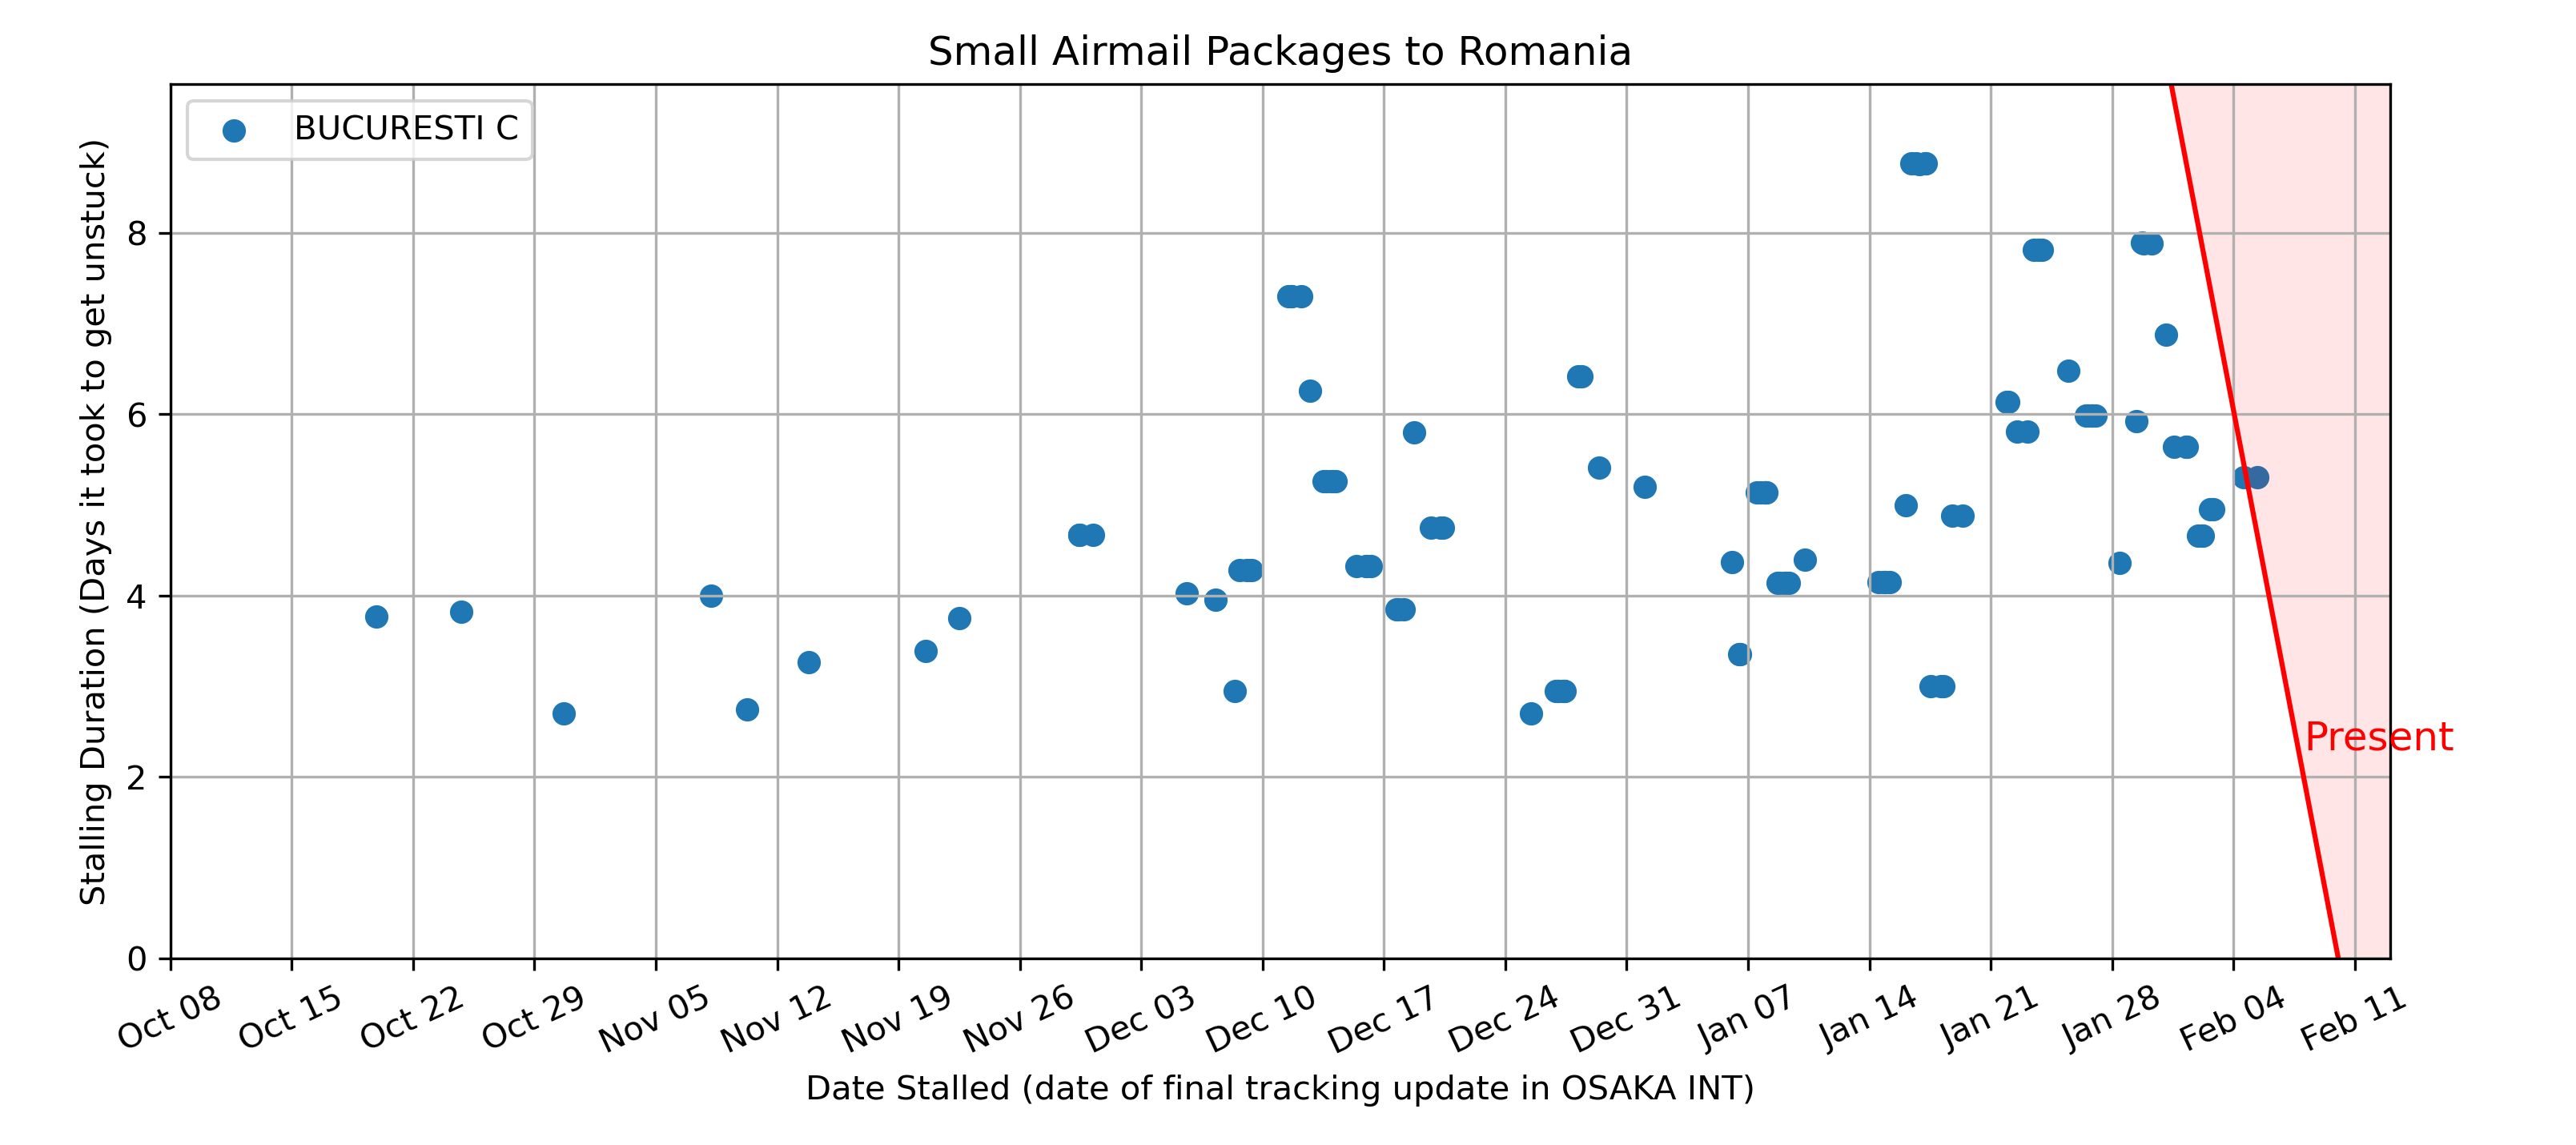 Small Airmail Packages to Romania
BUCURESTI C
Stalling Duration (Days it took to get unstuck)
8
6
4
2
0
Present
Oct 08 Oct 15 Oct 22 Oct 29 Nov 05 Nov 12 Nov 19 Nov 26 Dec 03 Dec 10 Dec 17 Dec 24 Dec 31 Jan 07 Jan 14 Jan 21 Jan 28 Feb 04 Feb 11
Date Stalled (date of final tracking update in OSAKA INT)